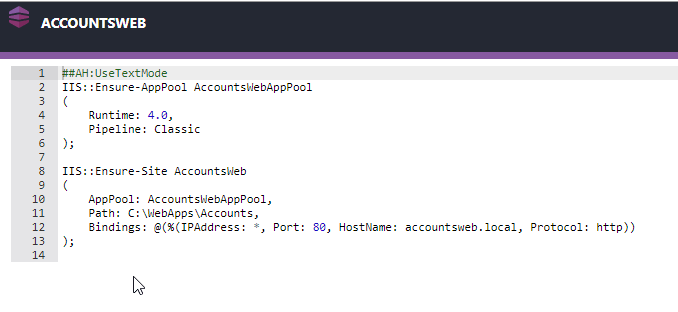 ACCOUNTSWEB
1 ##AH:UseTextMode
2 IIS::Ensure-AppPool AccountsWebAppPool
3 (
4     Runtime: 4.0,
5     Pipeline: Classic
6 );
7
8 IIS::Ensure-Site AccountsWeb
9 (
10     AppPool: AccountsWebAppPool,
11     Path: C:\WebApps\Accounts,
12     Bindings: @(%(IPAddress: *, Port: 80, HostName: accountsweb.local, Protocol: http))
13 );
14